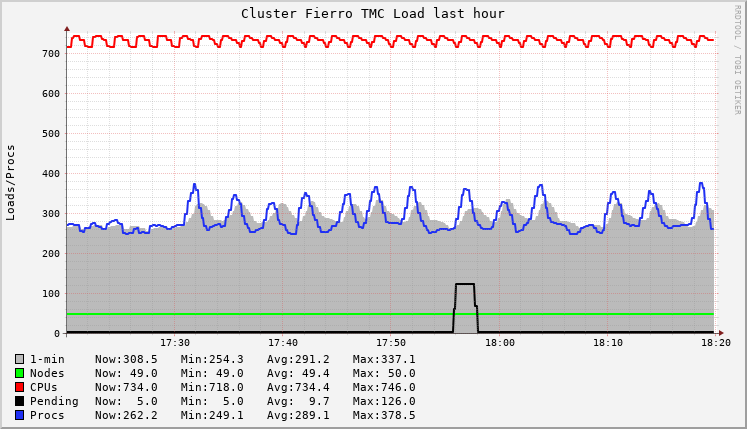 Cluster Fierro TMC Load last hour
RRDTOOL / TOBI OETIKER
Loads/Procs
700
600
500
400
300
200
100
0
17:30 17:40 17:50 18:00 18:10 18:20
1-min Now:308.5 Min:254.3 Avg:291.2 Max:337.1
Nodes Now: 49.0 Min: 49.0 Avg: 49.4 Max: 50.0
CPUs Now:734.0 Min:718.0 Avg:734.4 Max:746.0
Pending Now: 5.0 Min: 5.0 Avg: 9.7 Max:126.0
Procs Now:262.2 Min:249.1 Avg:289.1 Max:378.5